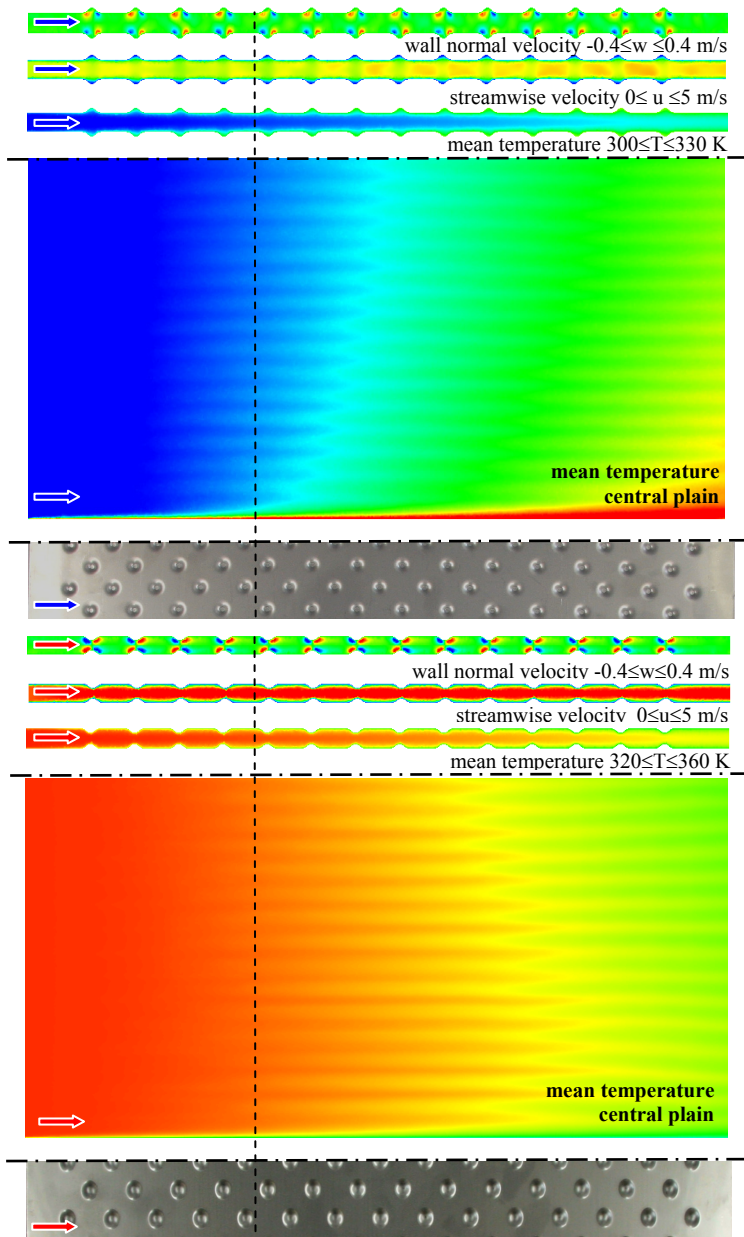 wall normal velocity -0.4≤w ≤0.4 m/s
streamwise velocity 0≤ u ≤5 m/s
mean temperature 300≤T≤330 K
mean temperature
central plain
wall normal velocity -0.4≤w≤0.4 m/s
streamwise velocity 0≤u≤5 m/s
mean temperature 320≤T≤360 K
mean temperature
central plain